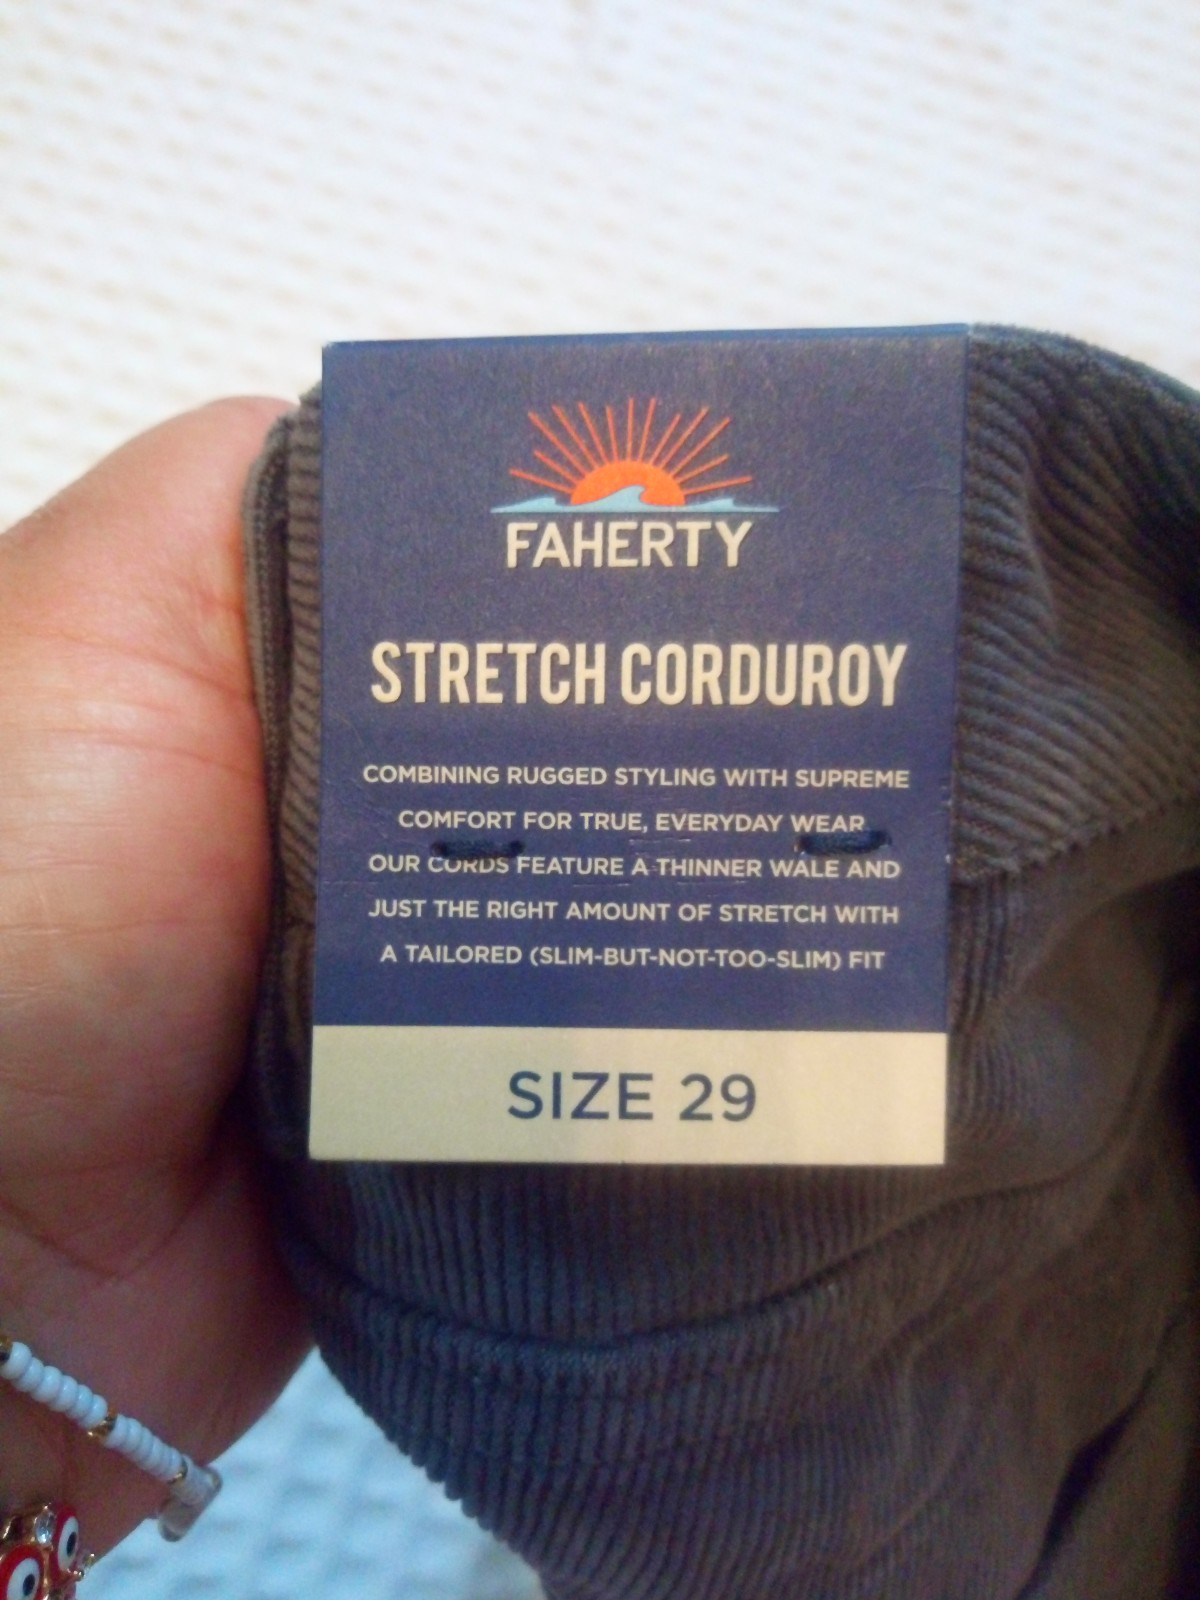 FAHERTY
STRETCH CORDUROY
COMBINING RUGGED STYLING WITH SUPREME
COMFORT FOR TRUE, EVERYDAY WEAR
OUR CORDS FEATURE A THINNER WALE AND
JUST THE RIGHT AMOUNT OF STRETCH WITH
A TAILORED (SLIM-BUT-NOT-TOO-SLIM) FIT
SIZE 29